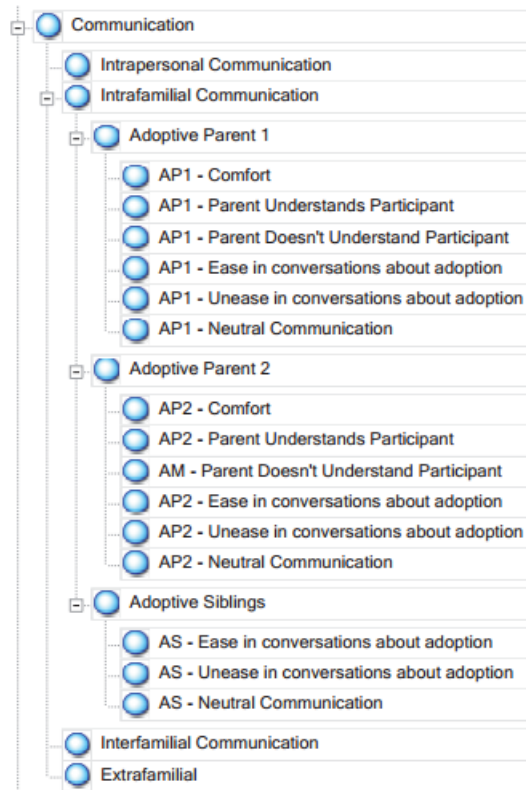 Communication
Intrapersonal Communication
Intrafamilial Communication
Adoptive Parent 1
AP1 - Comfort
AP1 - Parent Understands Participant
AP1 - Parent Doesn't Understand Participant
AP1 - Ease in conversations about adoption
AP1 - Unease in conversations about adoption
AP1 - Neutral Communication
Adoptive Parent 2
AP2 - Comfort
AP2 - Parent Understands Participant
AM - Parent Doesn't Understand Participant
AP2 - Ease in conversations about adoption
AP2 - Unease in conversations about adoption
AP2 - Neutral Communication
Adoptive Siblings
AS - Ease in conversations about adoption
AS - Unease in conversations about adoption
AS - Neutral Communication
Interfamilial Communication
Extrafamilial